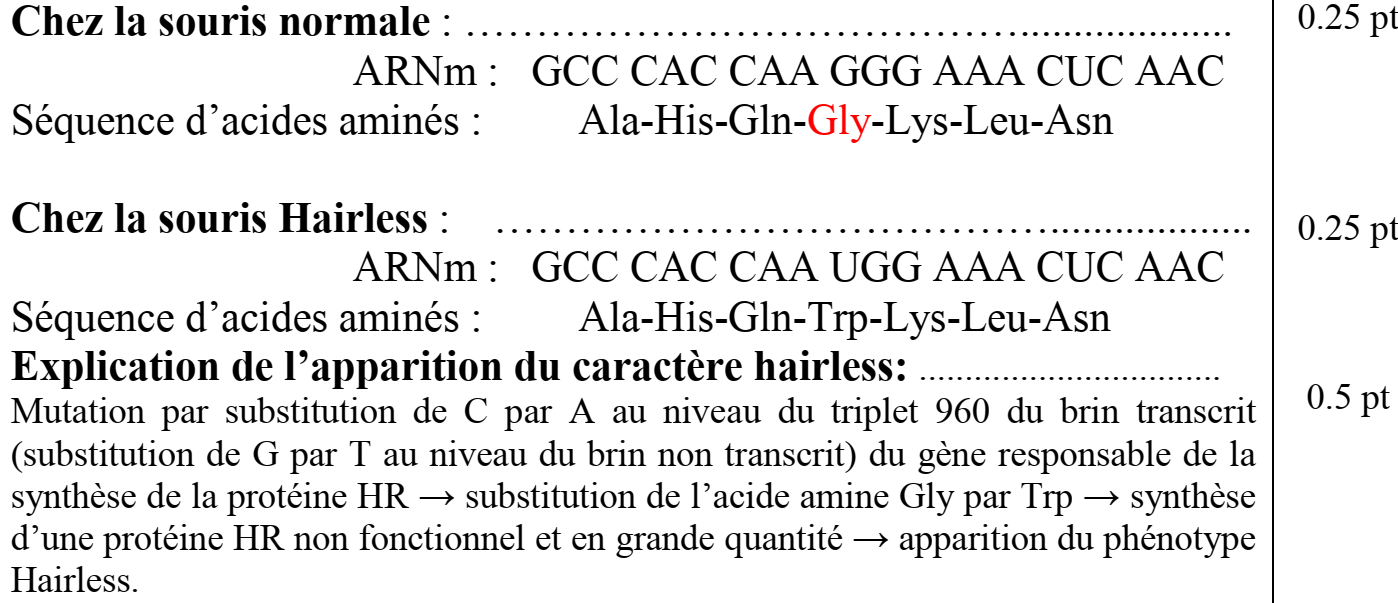 Chez la souris normale : ……………………………………...................... 0.25 pt
ARNm : GCC CAC CAA GGG AAA CUC AAC
Séquence d’acides aminés : Ala-His-Gln-Gly-Lys-Leu-Asn
Chez la souris Hairless : ……………………………………...................... 0.25 pt
ARNm : GCC CAC CAA UGG AAA CUC AAC
Séquence d’acides aminés : Ala-His-Gln-Trp-Lys-Leu-Asn
Explication de l’apparition du caractère hairless: ................................
Mutation par substitution de C par A au niveau du triplet 960 du brin transcrit 0.5 pt
(substitution de G par T au niveau du brin non transcrit) du gène responsable de la
synthèse de la protéine HR → substitution de l’acide amine Gly par Trp → synthèse
d’une protéine HR non fonctionnel et en grande quantité → apparition du phénotype
Hairless.